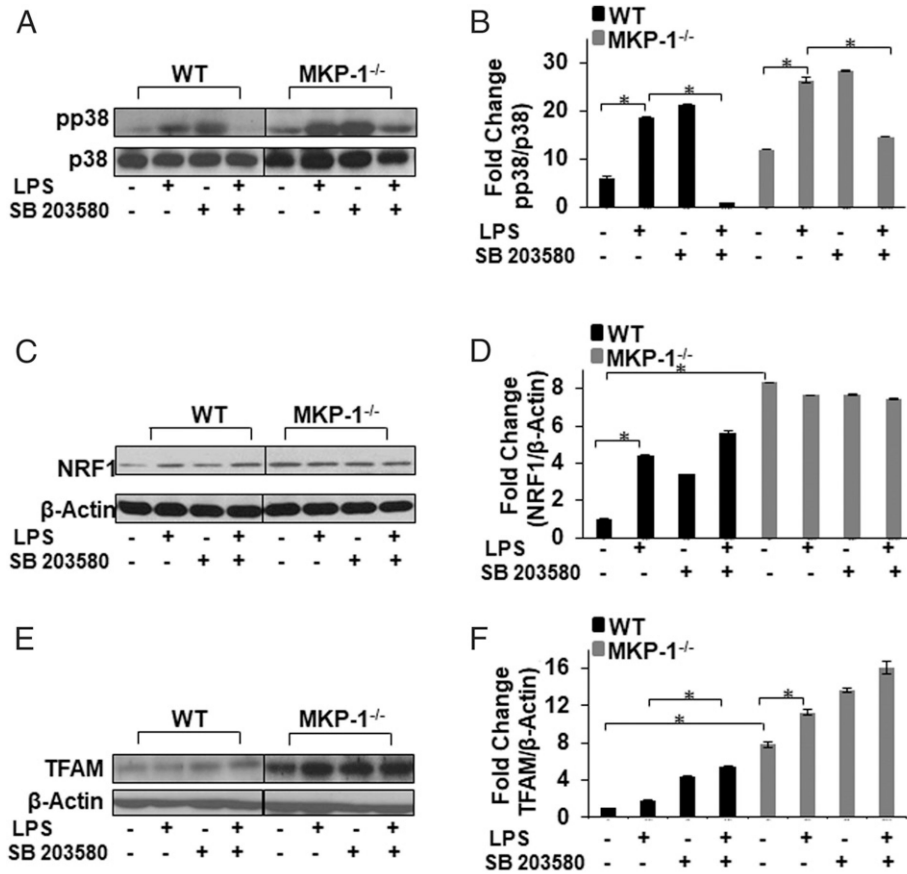 A
WT
MKP-1-/-
pp38
p38
LPS - + - + - + - +
SB 203580 - - + + - - + +
B
WT
MKP-1-/-
Fold Change
pp38/p38
30
20
10
0
* * * *
LPS - + - + - + - +
SB 203580 - - + + - - + +
C
WT
MKP-1-/-
NRF1
β-Actin
LPS - + - + - + - +
SB 203580 - - + + - - + +
D
WT
MKP-1-/-
Fold Change
(NRF1/β-Actin
8
6
4
2
0
* *
LPS - + - + - + - +
SB 203580 - - + + - - + +
E
WT
MKP-1-/-
TFAM
β-Actin
LPS - + - + - + - +
SB 203580 - - + + - - + +
F
WT
MKP-1-/-
Fold Change
TFAM/β-Actin
16
12
8
4
0
* * *
LPS - + - + - + - +
SB 203580 - - + + - - + +